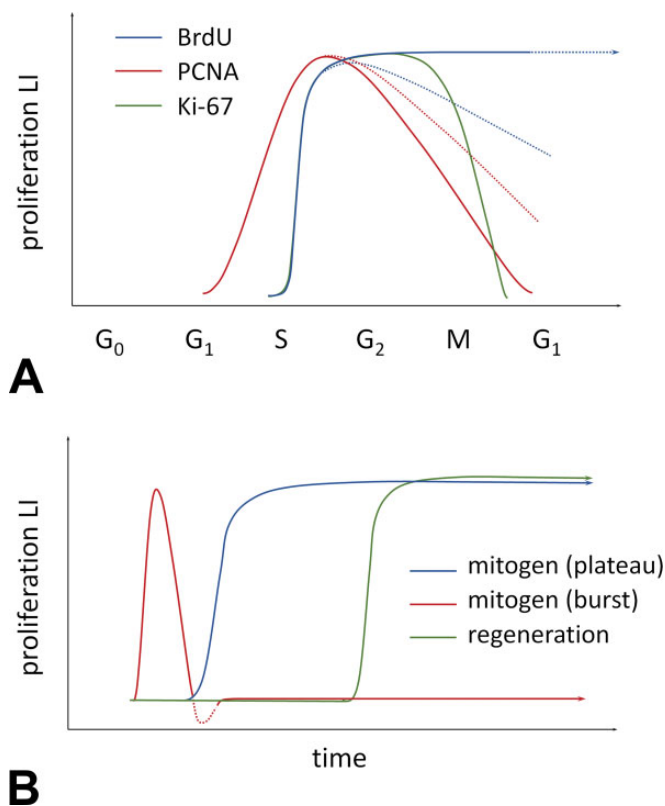 BrdU
PCNA
Ki-67
proliferation LI
G₀ G₁ S G₂ M G₁
A
proliferation LI
mitogen (plateau)
mitogen (burst)
regeneration
time
B